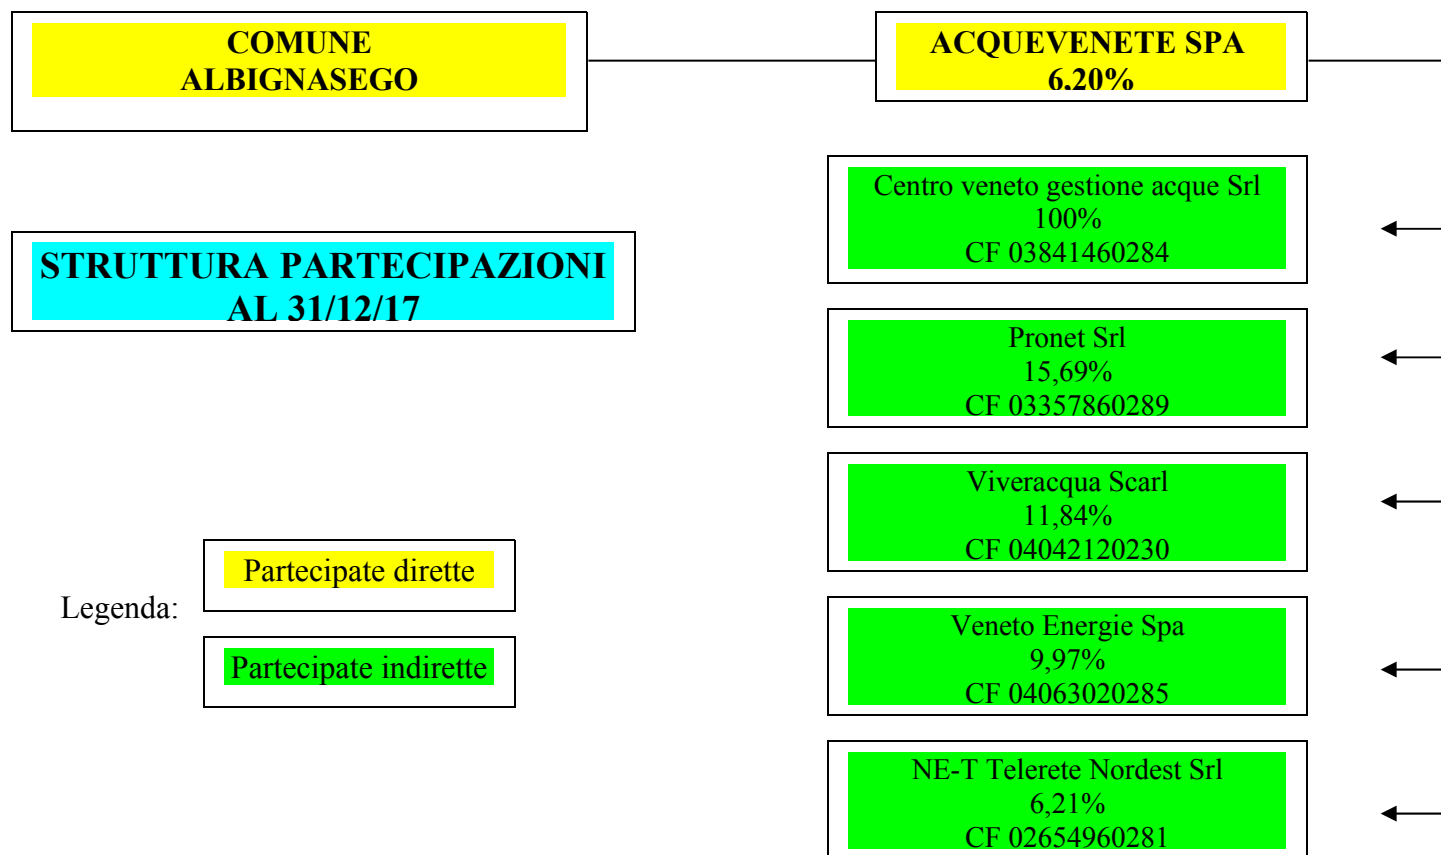 COMUNE
ALBIGNASEGO
ACQUEVENETE SPA
6,20%
Centro veneto gestione acque Srl
100%
CF 03841460284
STRUTTURA PARTECIPAZIONI
AL 31/12/17
Pronet Srl
15,69%
CF 03357860289
Viveracqua Scarl
11,84%
CF 04042120230
Legenda:
Partecipate dirette
Partecipate indirette
Veneto Energie Spa
9,97%
CF 04063020285
NE-T Telerete Nordest Srl
6,21%
CF 02654960281